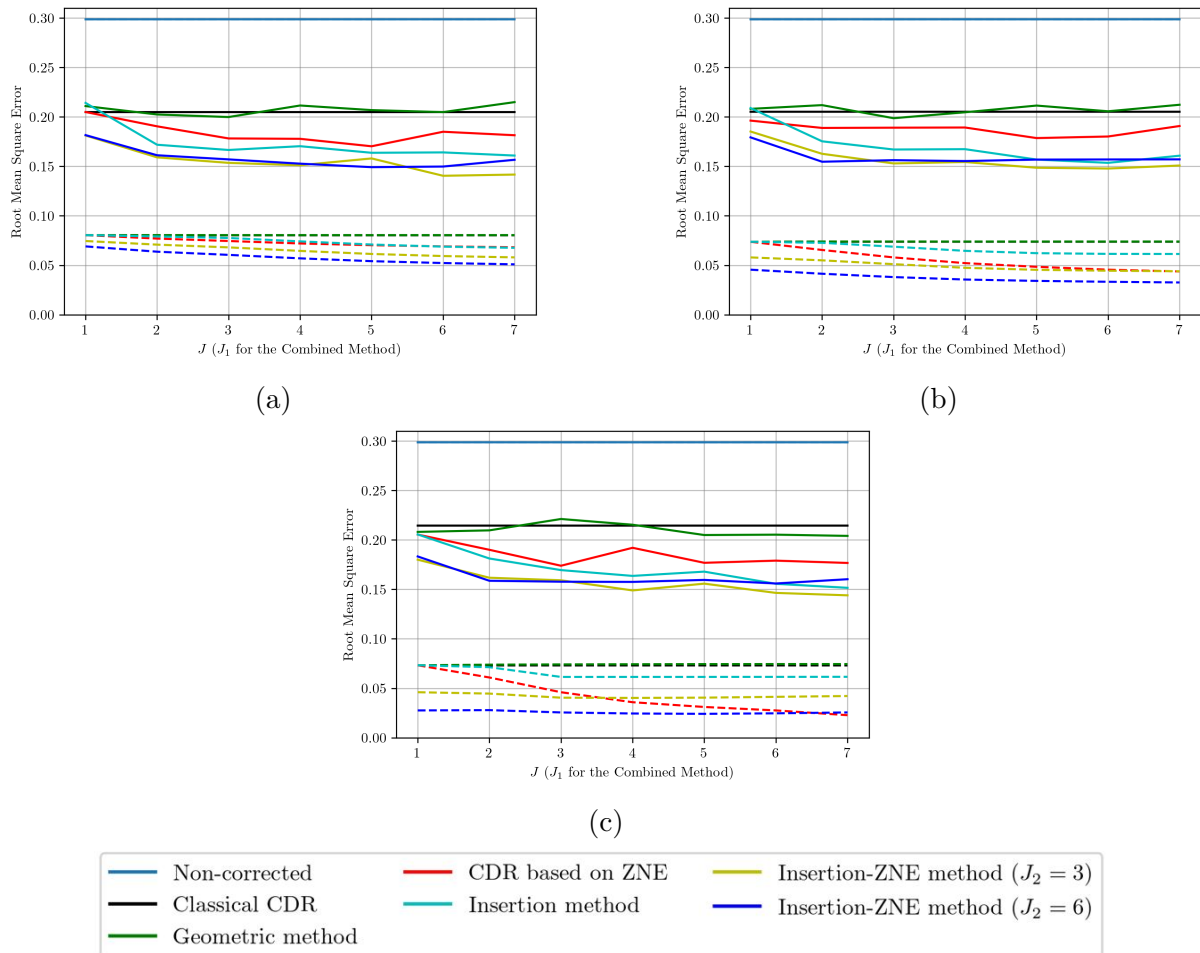 0.30
0.25
0.20
0.15
0.10
0.05
0.00
Root Mean Square Error
1 2 3 4 5 6 7
J (J₁ for the Combined Method)
(a)
0.30
0.25
0.20
0.15
0.10
0.05
0.00
Root Mean Square Error
1 2 3 4 5 6 7
J (J₁ for the Combined Method)
(b)
0.30
0.25
0.20
0.15
0.10
0.05
0.00
Root Mean Square Error
1 2 3 4 5 6 7
J (J₁ for the Combined Method)
(c)
Non-corrected
Classical CDR
Geometric method
CDR based on ZNE
Insertion method
Insertion-ZNE method (J₂ = 3)
Insertion-ZNE method (J₂ = 6)